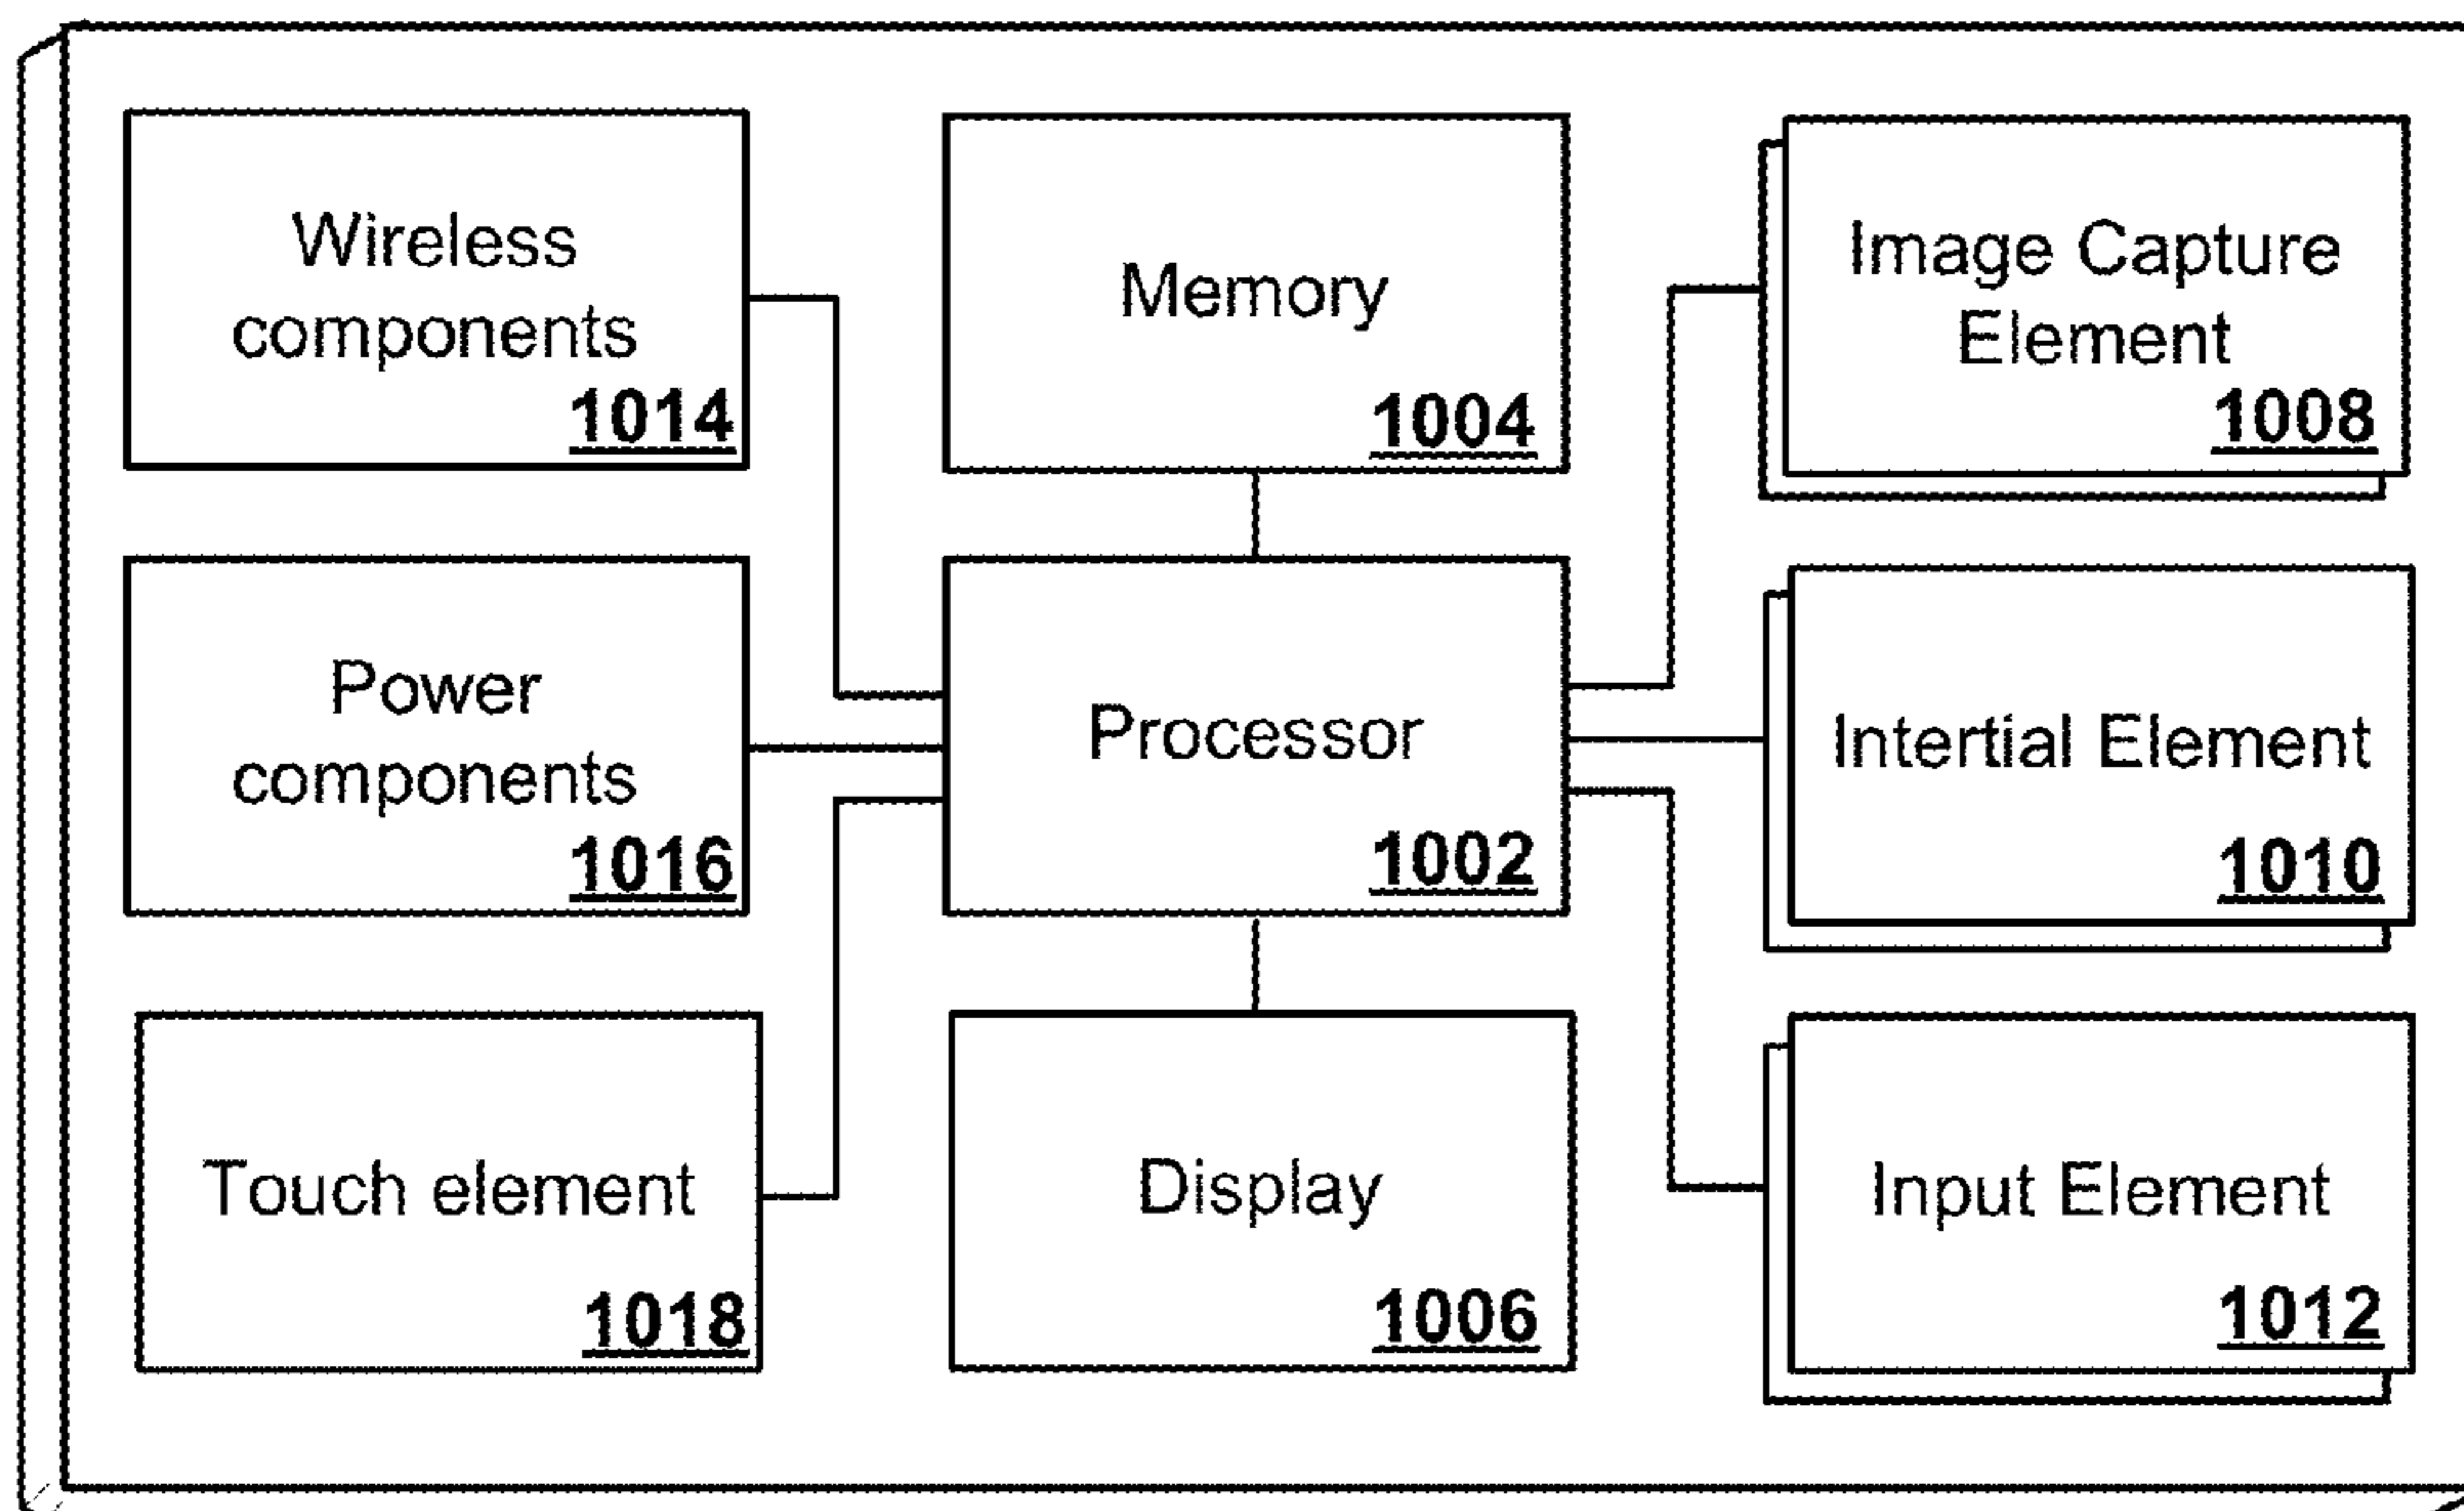 Wireless
components
1014
Memory
1004
Image Capture
Element
1008
Power
components
1016
Processor
1002
Intertial Element
1010
Touch element
1018
Display
1006
Input Element
1012